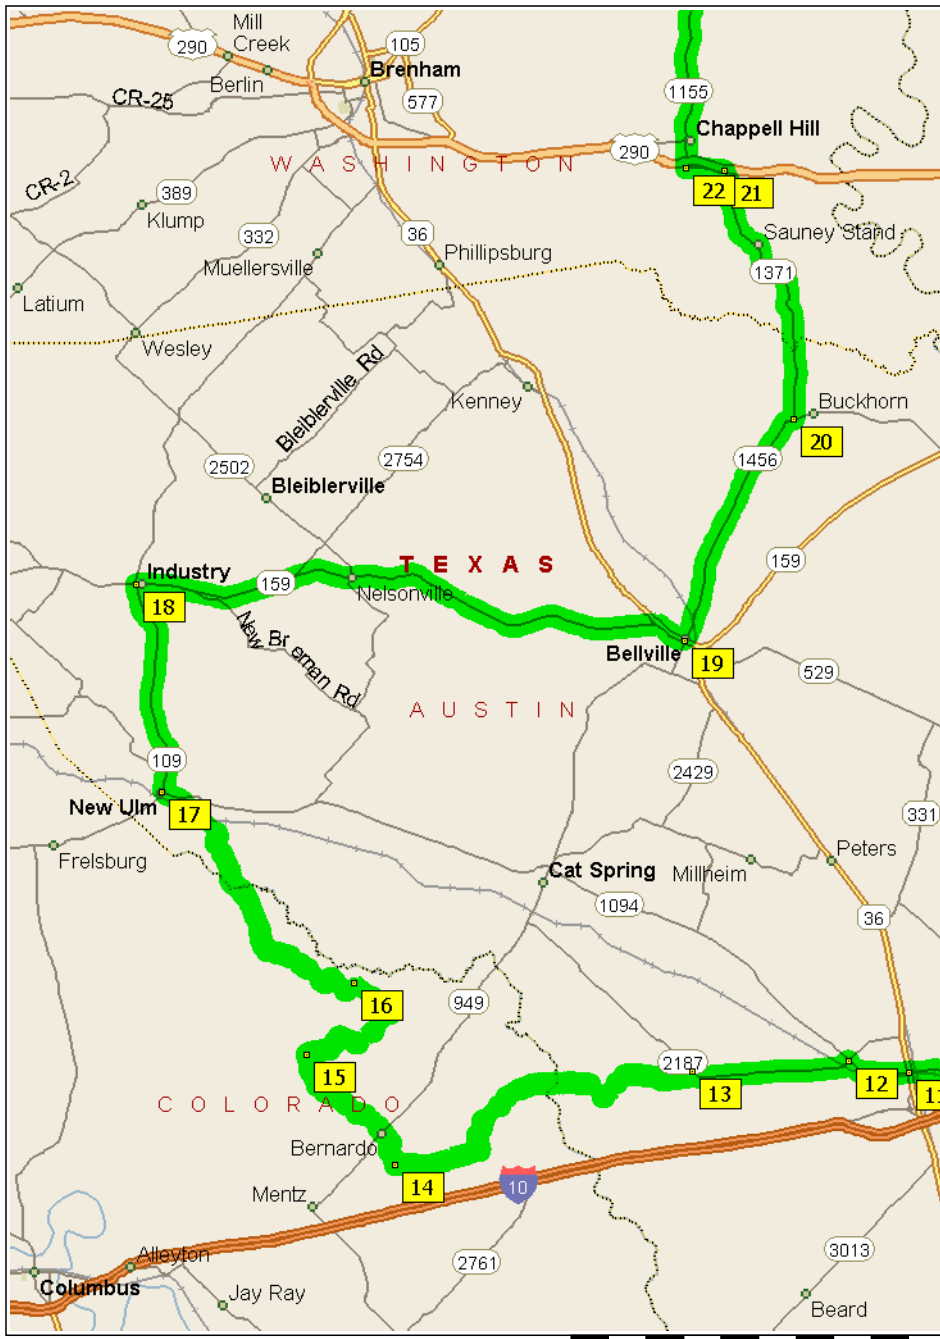 Mill
Creek
290
105
Berlin
Brenham
CR-25
577
1155
Chappell Hill
WASHINGTON
290
CR-2
389
22
21
Klump
332
36
Sauney Stand
Muellersville
Phillipsburg
1371
Latium
Wesley
Bleiblerville Rd
Kenney
Buckhorn
20
2502
2754
1456
Bleiblerville
TEXAS
159
Industry
159
Nelsonville
18
New Breman Rd
Bellville
19
529
AUSTIN
109
2429
New Ulm
17
331
Frelsburg
Cat Spring
Millheim
Peters
1094
36
16
949
2187
15
13
12
11
COLORADO
Bernardo
14
10
Mentz
Alleyton
2761
3013
Columbus
Jay Ray
Beard